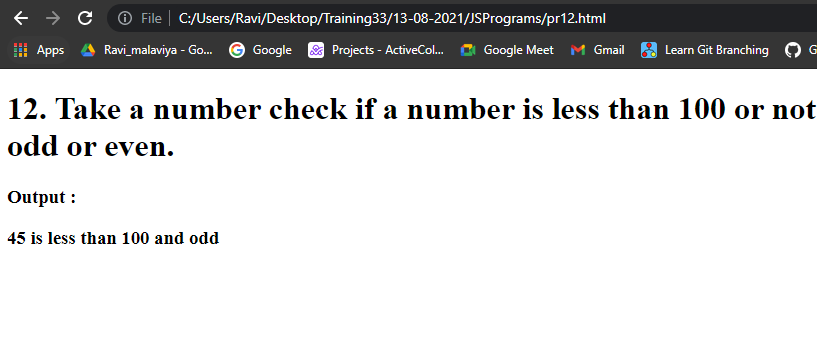 File | C:/Users/Ravi/Desktop/Training33/13-08-2021/JSPrograms/pr12.html
Apps Ravi_malaviya - Go... Google Projects - ActiveCol... Google Meet Gmail Learn Git Branching G
12. Take a number check if a number is less than 100 or not
odd or even.
Output :
45 is less than 100 and odd